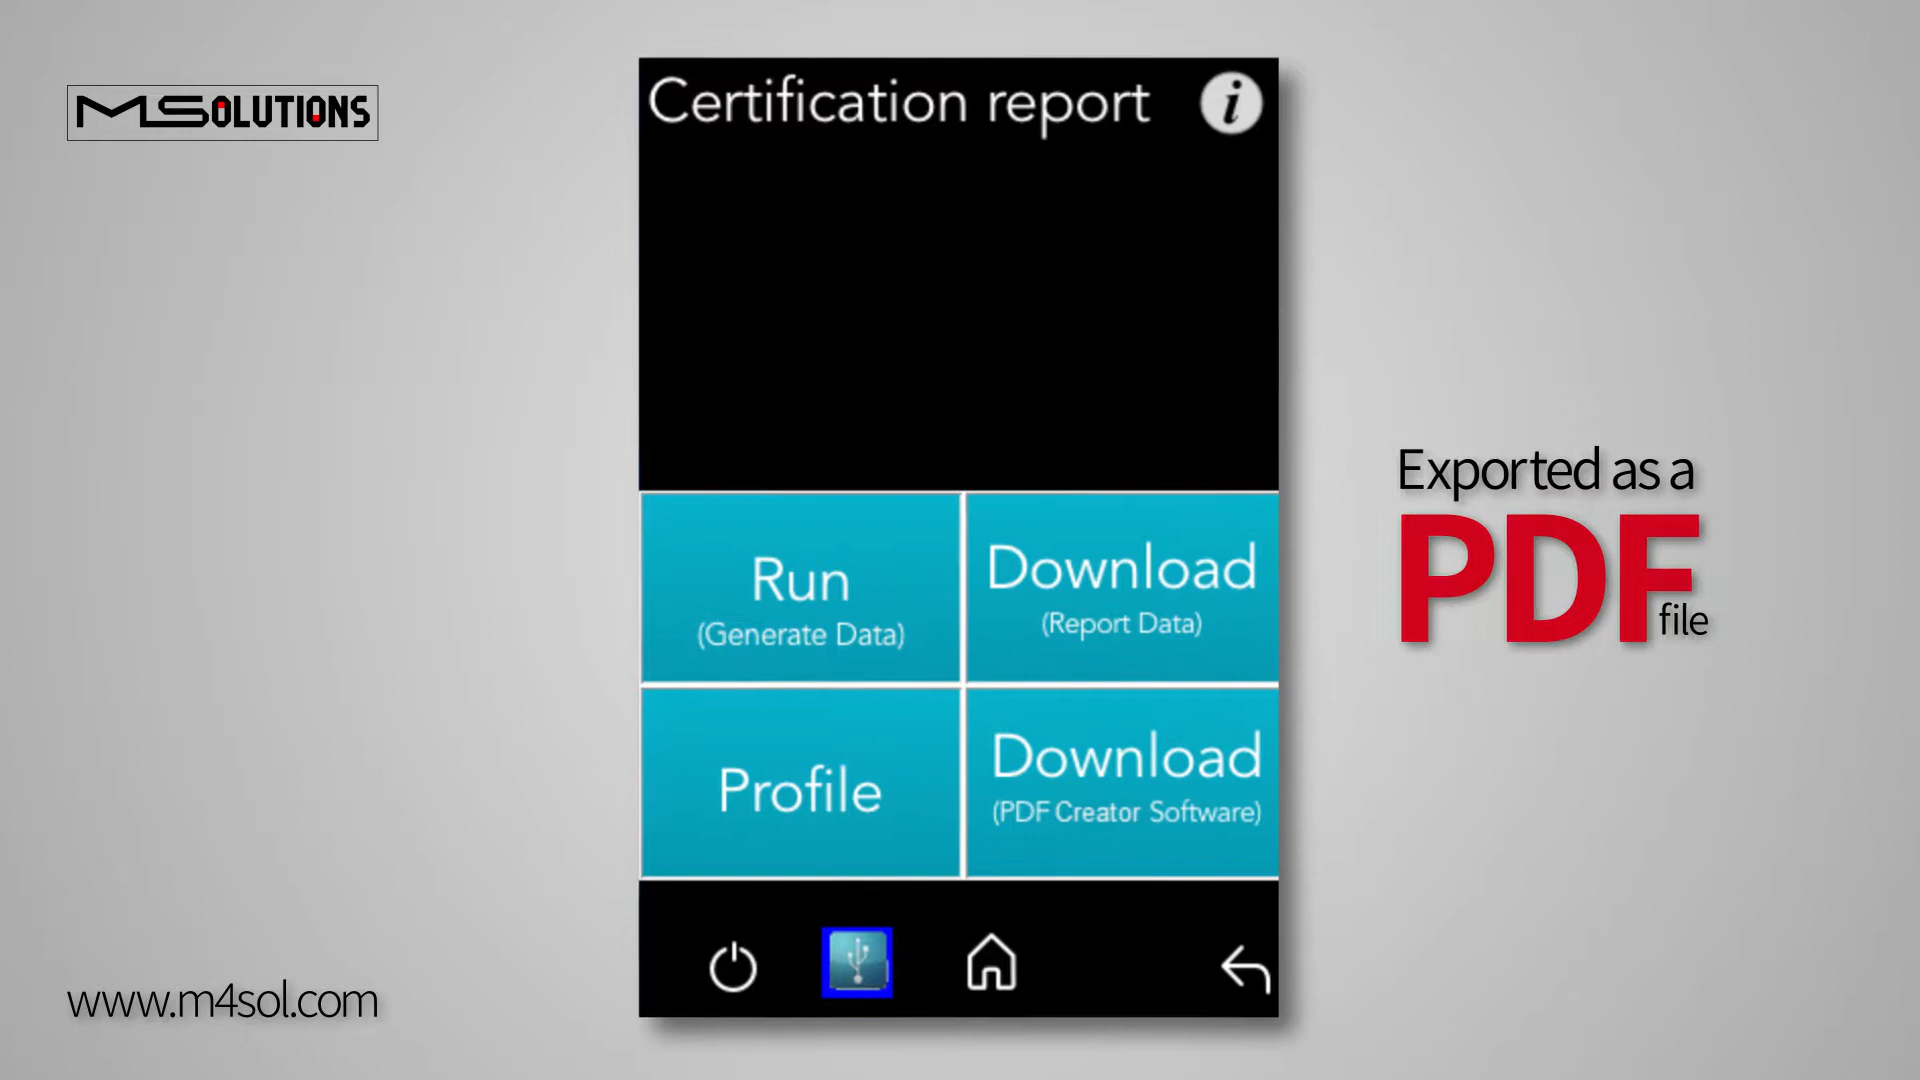 MSOLUTIONS
Certification report
i
Run
(Generate Data)
Download
(Report Data)
Profile
Download
(PDF Creator Software)
Exported as a
PDF file
www.m4sol.com